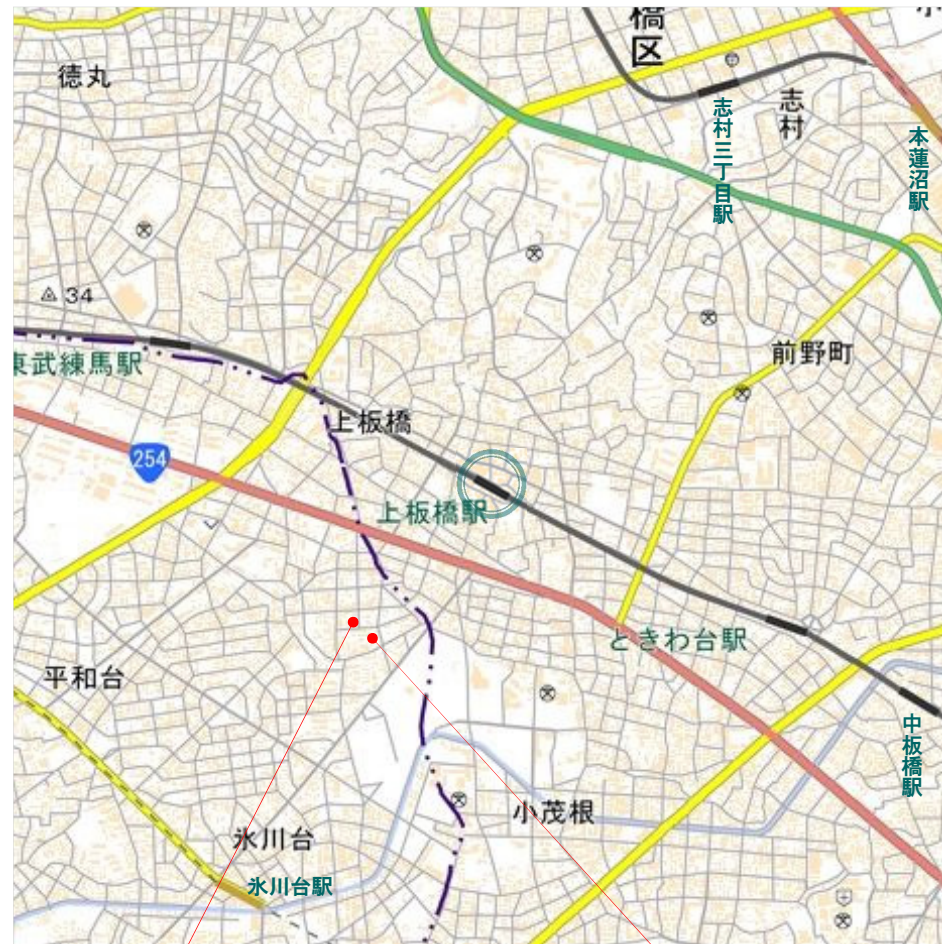 橋区
徳丸
志村
志村三丁目駅
本蓮沼駅
34
東武練馬駅
前野町
上板橋
254
上板橋駅
ときわ台駅
平和台
中板橋駅
小茂根
氷川台
氷川台駅